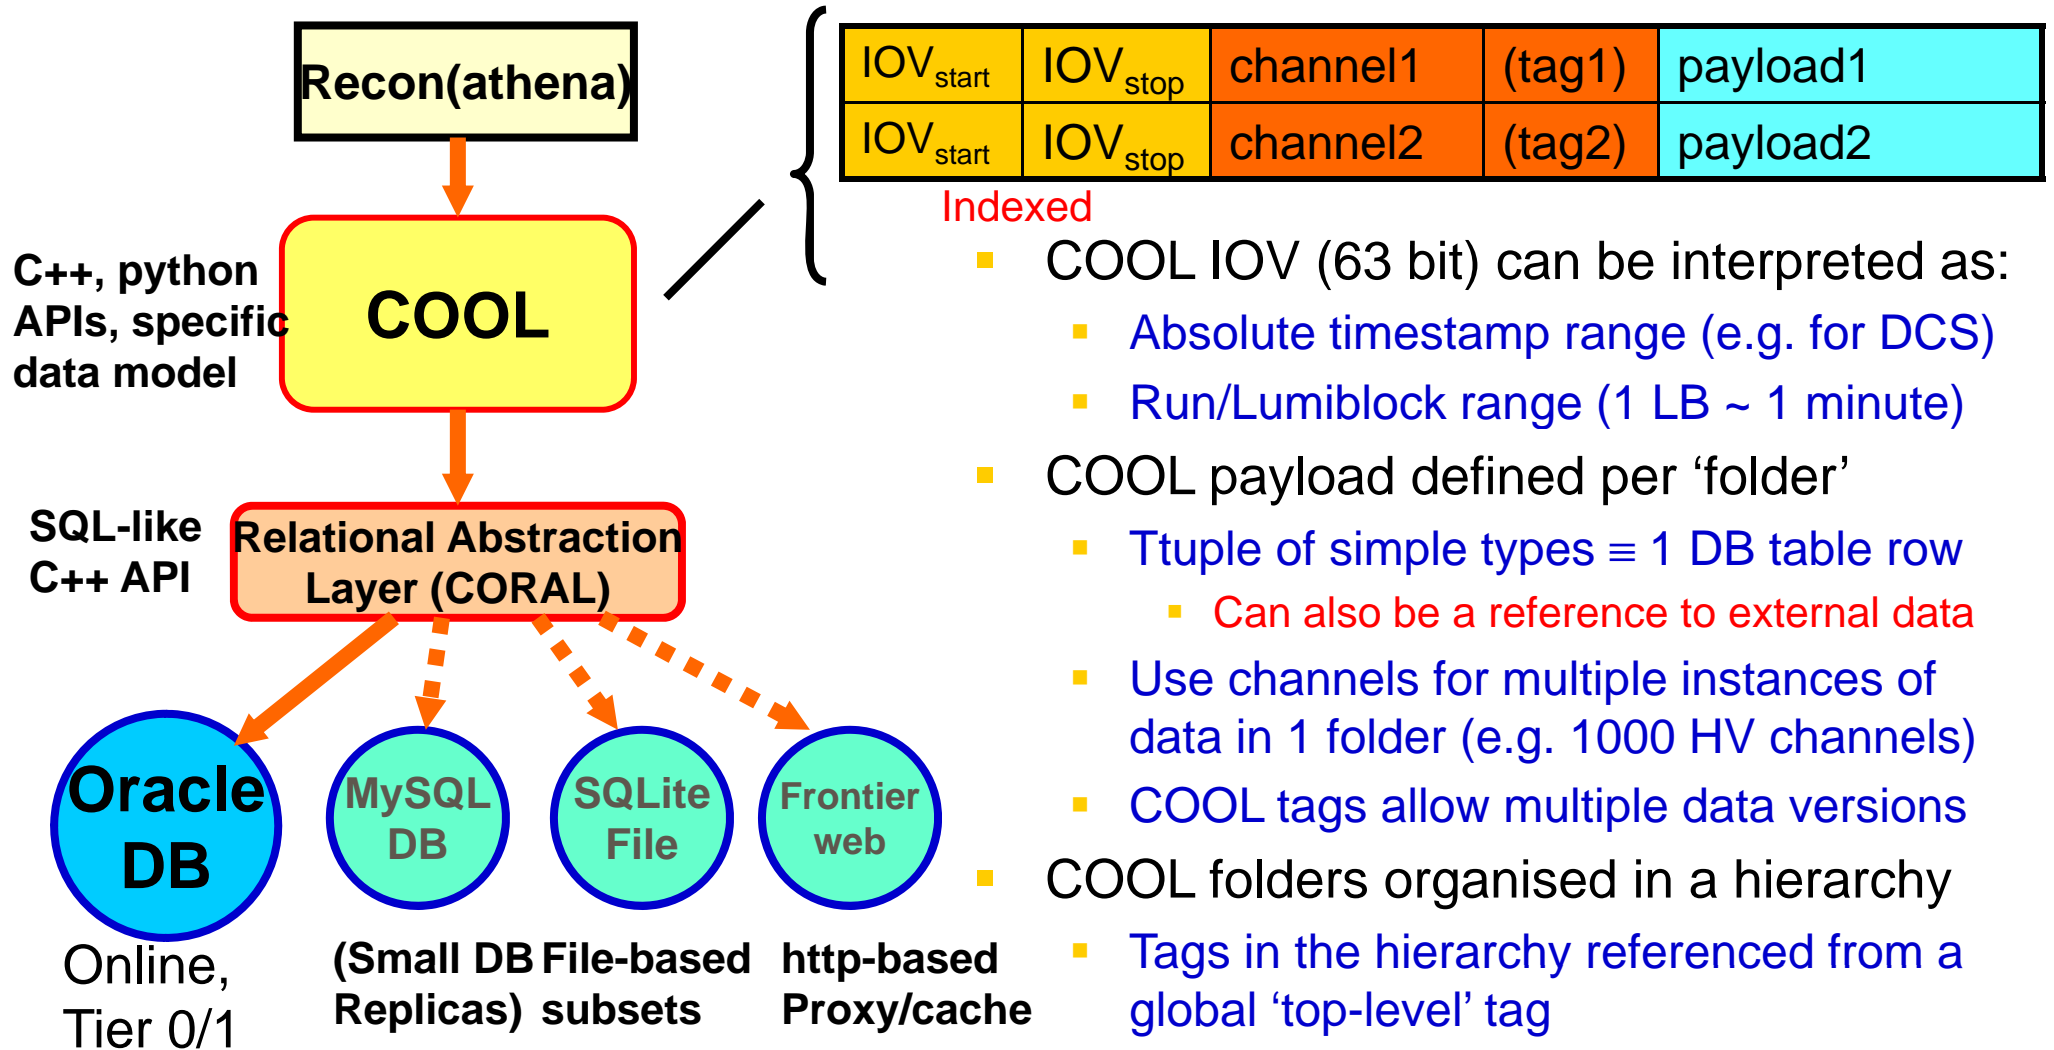 Recon(athena)
IOVstart IOVstop channel1 (tag1) payload1
IOVstart IOVstop channel2 (tag2) payload2
Indexed
C++, python
APIs, specific
data model
COOL
SQL-like
C++ API
Relational Abstraction
Layer (CORAL)
Oracle
DB
MySQL
DB
SQLite
File
Frontier
web
Online,
Tier 0/1
(Small DB
Replicas)
File-based
subsets
http-based
Proxy/cache
COOL IOV (63 bit) can be interpreted as:
Absolute timestamp range (e.g. for DCS)
Run/Lumiblock range (1 LB ~ 1 minute)
COOL payload defined per ‘folder’
Ttuple of simple types ≡ 1 DB table row
Can also be a reference to external data
Use channels for multiple instances of
data in 1 folder (e.g. 1000 HV channels)
COOL tags allow multiple data versions
COOL folders organised in a hierarchy
Tags in the hierarchy referenced from a
global ‘top-level’ tag